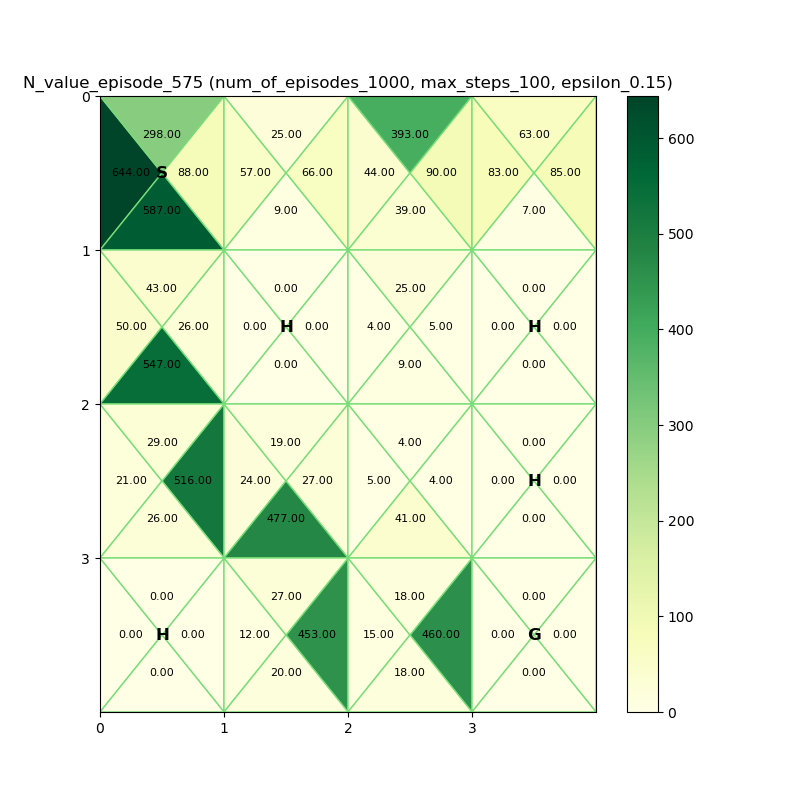 N_value_episode_575 (num_of_episodes_1000, max_steps_100, epsilon_0.15)
0
298.00 25.00 393.00 63.00
644.00 S 88.00 57.00 66.00 44.00 90.00 83.00 85.00
587.00 9.00 39.00 7.00
1
43.00 0.00 25.00 0.00
50.00 26.00 0.00 H 0.00 4.00 5.00 0.00 H 0.00
547.00 0.00 9.00 0.00
2
29.00 19.00 4.00 0.00
21.00 516.00 24.00 27.00 5.00 4.00 0.00 H 0.00
26.00 477.00 41.00 0.00
3
0.00 27.00 18.00 0.00
0.00 H 0.00 12.00 453.00 15.00 460.00 0.00 G 0.00
0.00 20.00 18.00 0.00
0 1 2 3
600
500
400
300
200
100
0